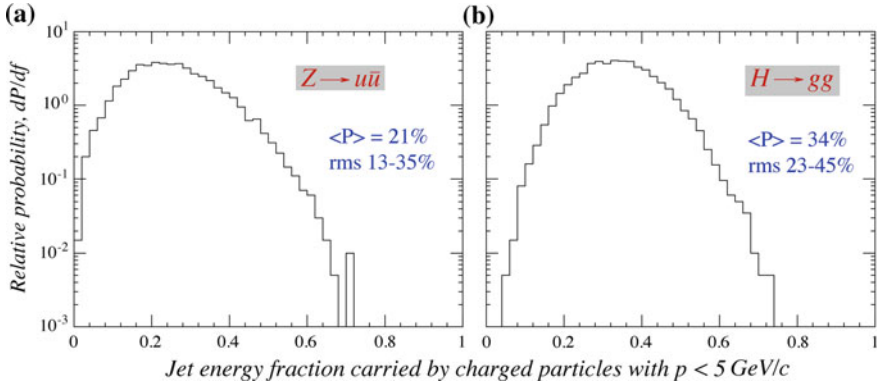 (a)
Relative probability, dP/df
10¹
10⁰
10⁻¹
10⁻²
10⁻³
Z → uū
<P> = 21%
rms 13-35%
0 0.2 0.4 0.6 0.8 1
(b)
H → gg
<P> = 34%
rms 23-45%
0 0.2 0.4 0.6 0.8 1
Jet energy fraction carried by charged particles with p < 5 GeV/c